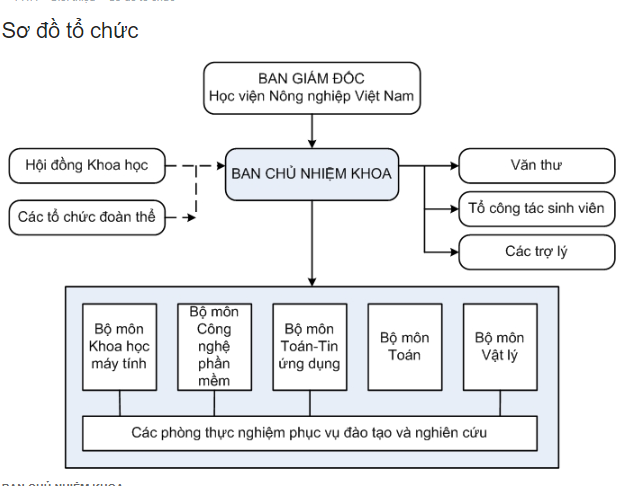 Sơ đồ tổ chức
BAN GIÁM ĐỐC
Học viện Nông nghiệp Việt Nam
Hội đồng Khoa học
BAN CHỦ NHIỆM KHOA
Văn thư
Các tổ chức đoàn thể
Tổ công tác sinh viên
Các trợ lý
Bộ môn
Khoa học
máy tính
Bộ môn
Công
nghệ
phần
mềm
Bộ môn
Toán-Tin
ứng dụng
Bộ môn
Toán
Bộ môn
Vật lý
Các phòng thực nghiệm phục vụ đào tạo và nghiên cứu
BAN CHỦ NHIỆM KHOA